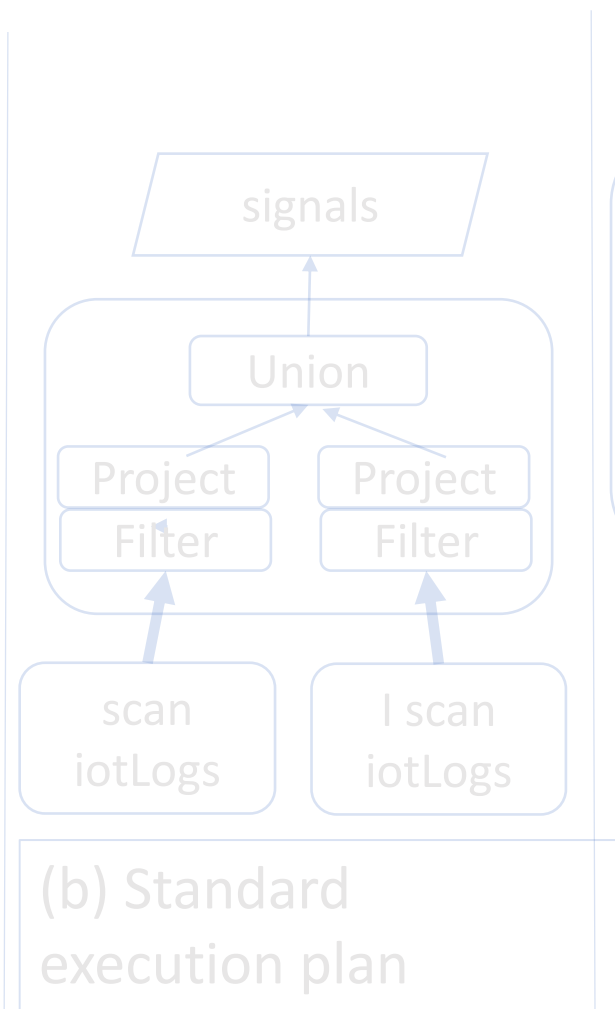 signals
Union
Project Project
Filter Filter
scan I scan
iotLogs iotLogs
(b) Standard
execution plan